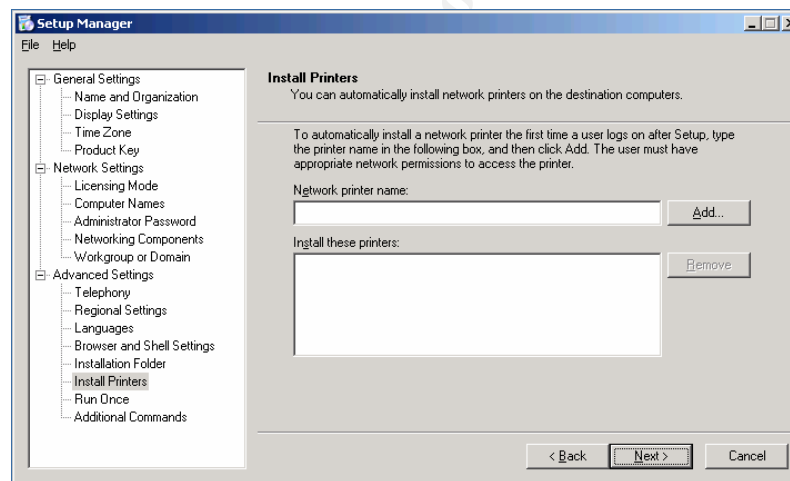 Setup Manager
File Help
General Settings
Name and Organization
Display Settings
Time Zone
Product Key
Network Settings
Licensing Mode
Computer Names
Administrator Password
Networking Components
Workgroup or Domain
Advanced Settings
Telephony
Regional Settings
Languages
Browser and Shell Settings
Installation Folder
Install Printers
Run Once
Additional Commands
Install Printers
You can automatically install network printers on the destination computers.
To automatically install a network printer the first time a user logs on after Setup, type
the printer name in the following box, and then click Add. The user must have
appropriate network permissions to access the printer.
Network printer name:
Add...
Install these printers:
Remove
< Back
Next >
Cancel